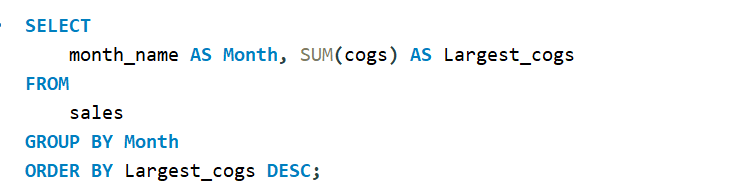 SELECT
month_name AS Month, SUM(cogs) AS Largest_cogs
FROM
sales
GROUP BY Month
ORDER BY Largest_cogs DESC;